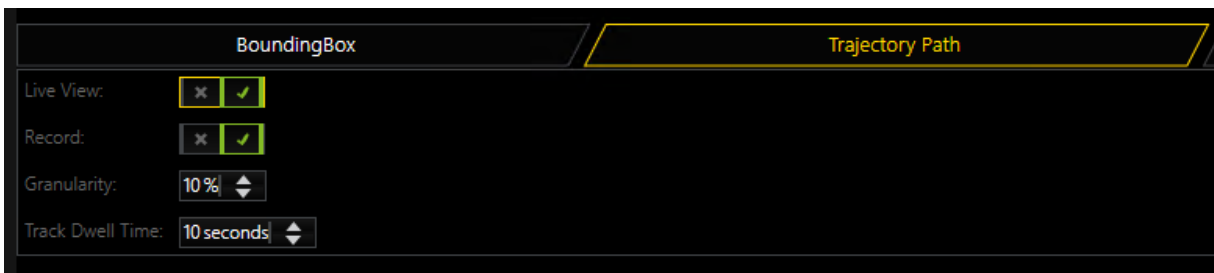 BoundingBox Trajectory Path
Live View:
Record:
Granularity: 10 %
Track Dwell Time: 10 seconds